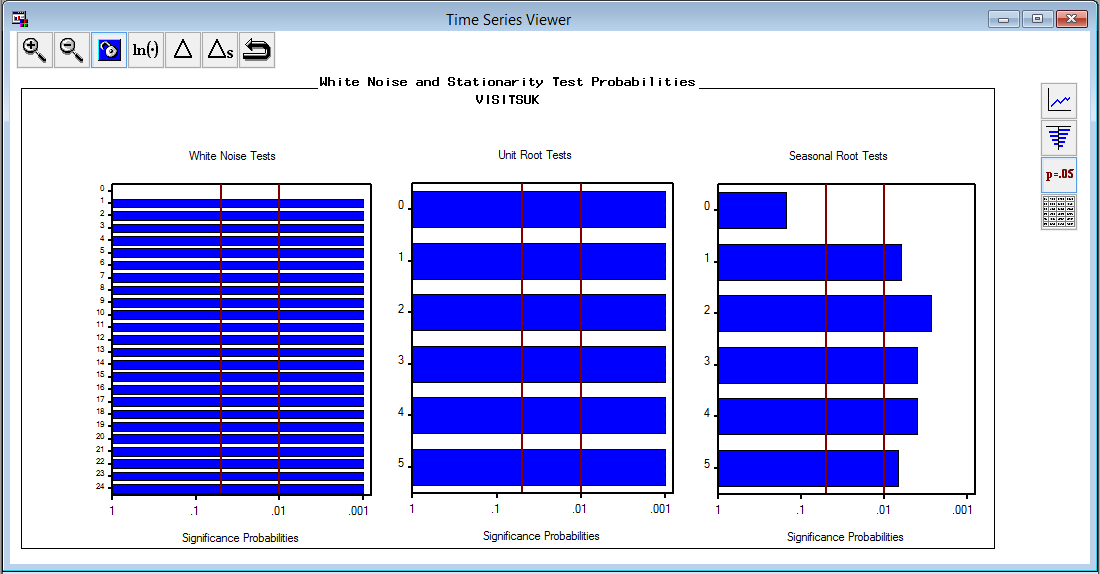 Time Series Viewer
ln(·) Δ Δs
White Noise and Stationarity Test Probabilities
VISITSUK
White Noise Tests
0
1
2
3
4
5
6
7
8
9
10
11
12
13
14
15
16
17
18
19
20
21
22
23
24
1 .1 .01 .001
Significance Probabilities
Unit Root Tests
0
1
2
3
4
5
1 .1 .01 .001
Significance Probabilities
Seasonal Root Tests
0
1
2
3
4
5
1 .1 .01 .001
Significance Probabilities
p=.05